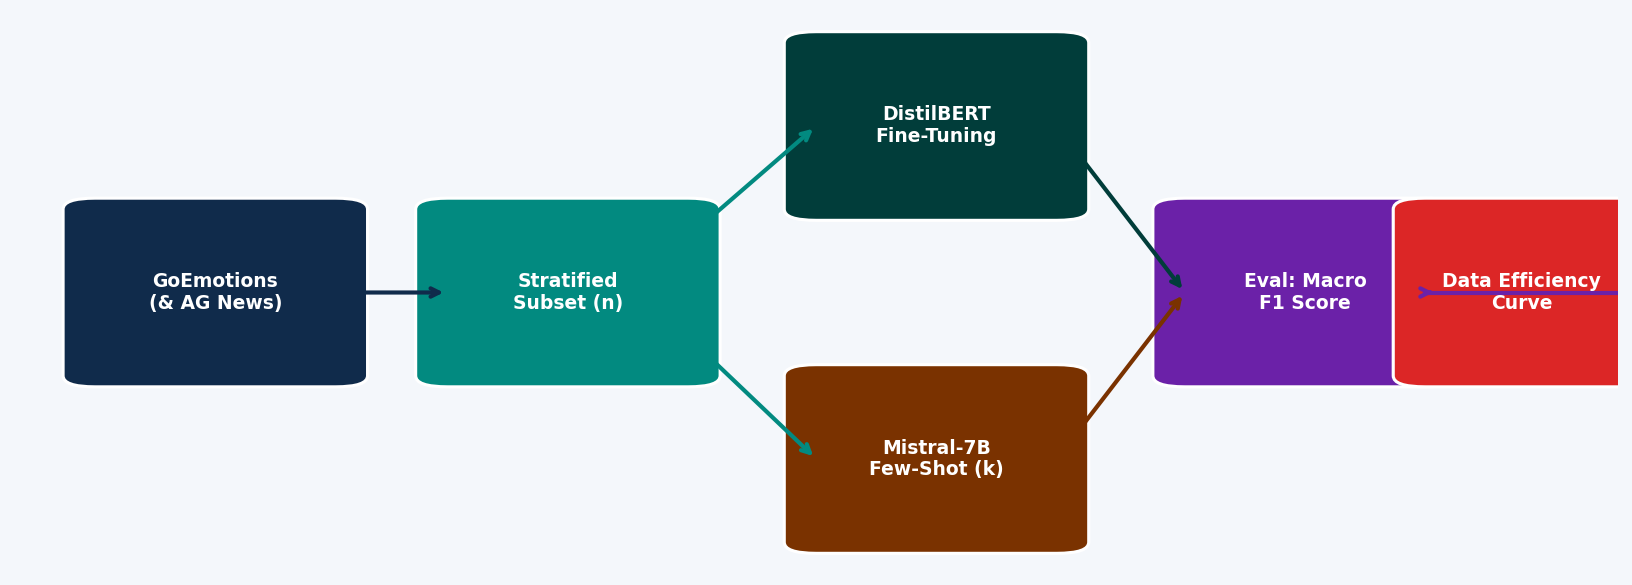 GoEmotions
(& AG News)
Stratified
Subset (n)
DistilBERT
Fine-Tuning
Mistral-7B
Few-Shot (k)
Eval: Macro
F1 Score
Data Efficiency
Curve